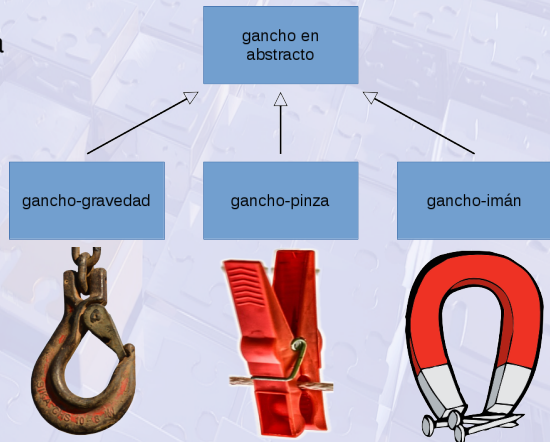 gancho en
abstracto
gancho-gravedad
gancho-pinza
gancho-imán